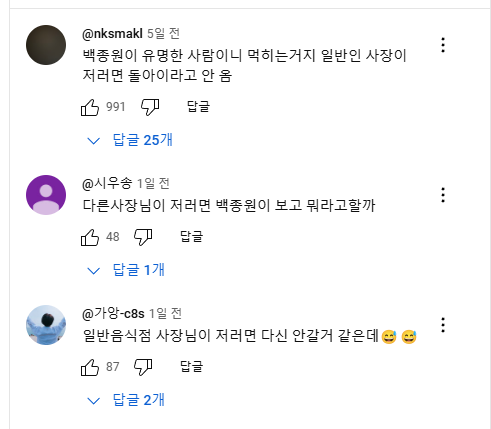 @nksmakl 5일 전
백종원이 유명한 사람이니 먹히는거지 일반인 사장이
저러면 돌아이라고 안 옴
991 답글
답글 25개
@시우송 1일 전
다른사장님이 저러면 백종원이 보고 뭐라고할까
48 답글
답글 1개
@가앙-c8s 1일 전
일반음식점 사장님이 저러면 다신 안갈거 같은데😅 😅
87 답글
답글 2개